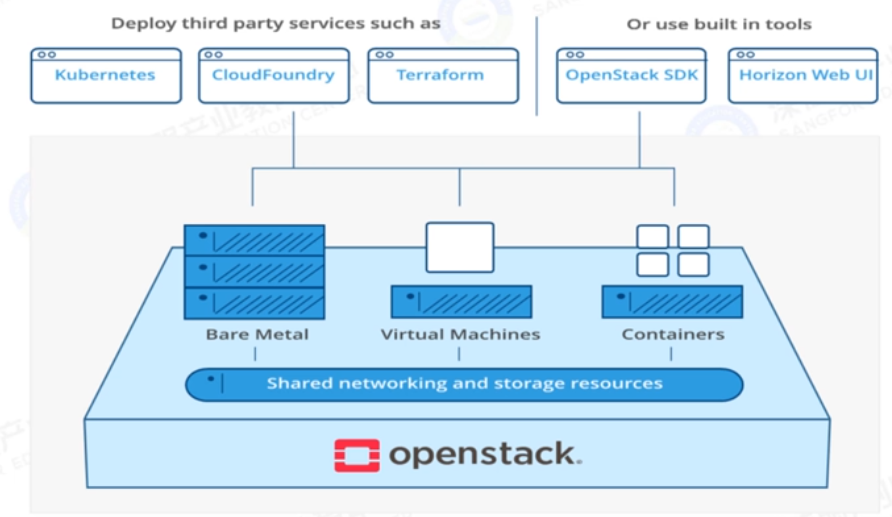 Deploy third party services such as
Or use built in tools
Kubernetes
CloudFoundry
Terraform
OpenStack SDK
Horizon Web UI
Bare Metal
Virtual Machines
Containers
Shared networking and storage resources
openstack.